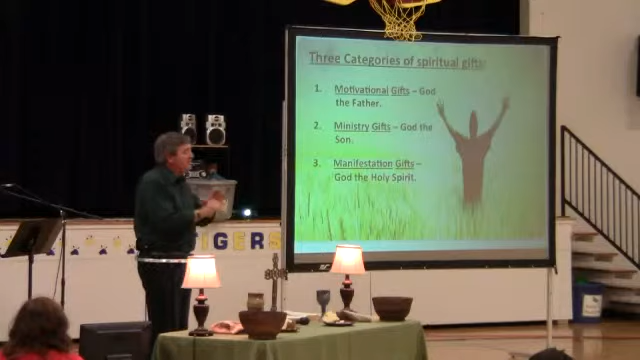 Three Categories of spiritual gifts
1. Motivational Gifts – God
the Father.
2. Ministry Gifts – God the
Son.
3. Manifestation Gifts –
God the Holy Spirit.
TIGERS